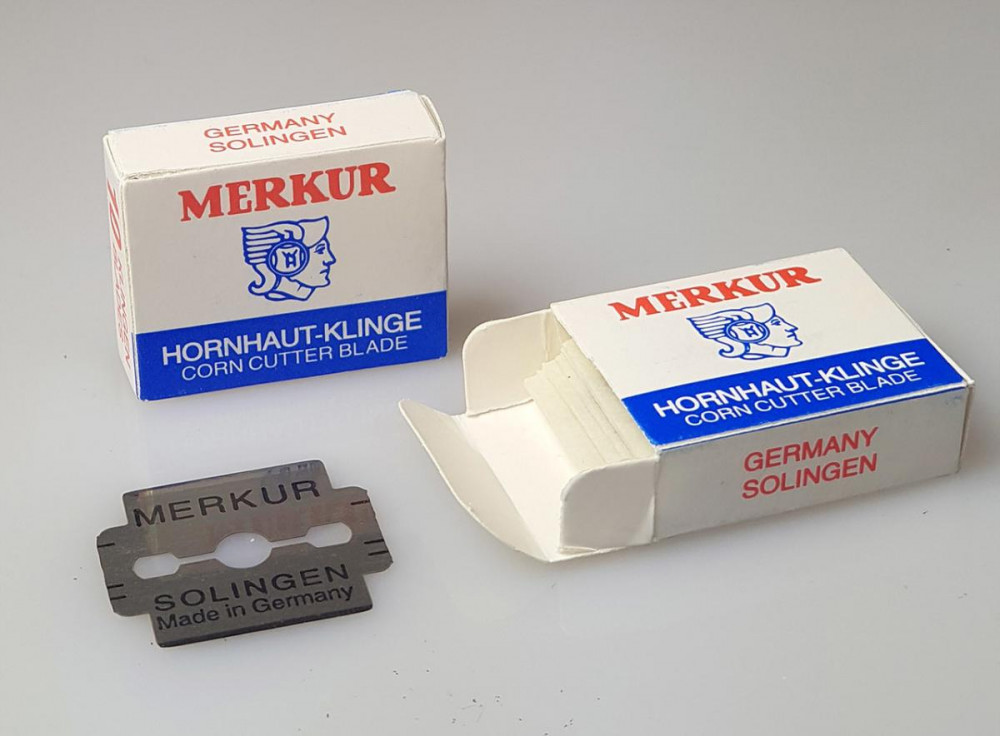 GERMANY
SOLINGEN
MERKUR
HORNHAUT-KLINGE
CORN CUTTER BLADE
10
MERKUR
HORNHAUT-KLINGE
CORN CUTTER BLADE
GERMANY
SOLINGEN
MERKUR
SOLINGEN
Made in Germany